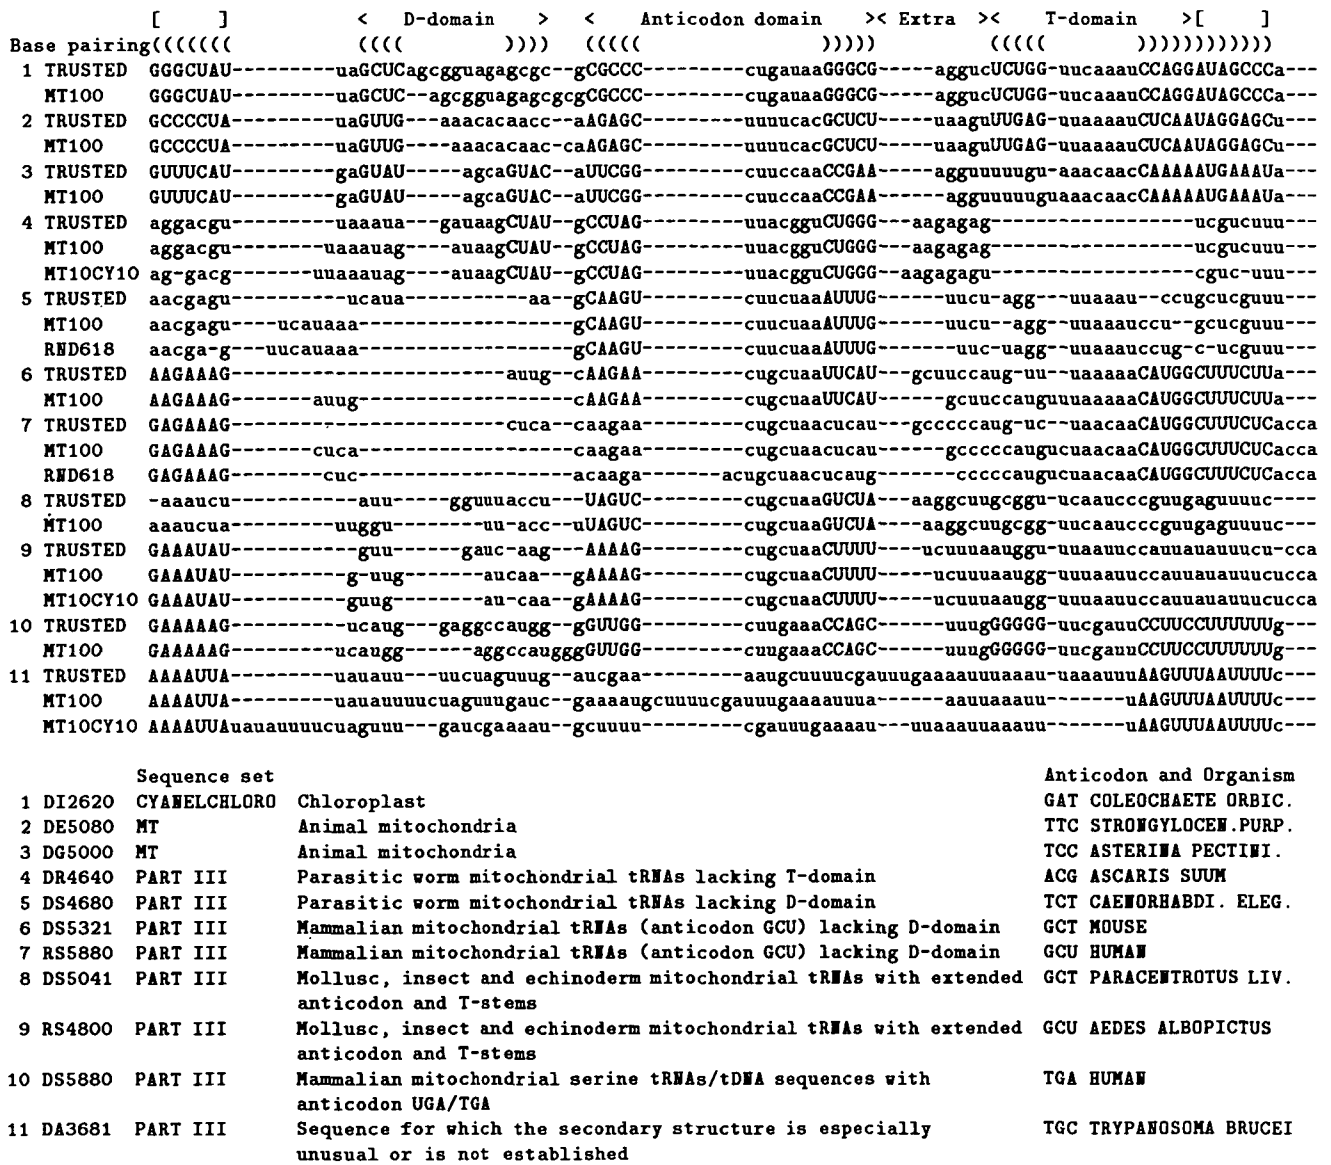 [ ] < D-domain > < Anticodon domain >< Extra >< T-domain >[ ]
Base pairing((((((( (((( )))) ((((( ))))) ((((( ))))))))))))
1 TRUSTED GGGCUAU---------uaGCUCagcgguagagcgc--gCGCCC---------cugauaaGGGCG----aggucUCUGG-uucaaauCCAGGAUAGCCCa---
MT100 GGGCUAU---------uaGCUC--agcgguagagcgcgCGCCC---------cugauaaGGGCG----aggucUCUGG-uucaaauCCAGGAUAGCCCa---
2 TRUSTED GCCCCUA---------uaGUUG---aaacacaacc--aAGAGC---------uuuucacGCUCU----uaaguUUGAG-uuaaaauCUCAAUAGGAGCu---
MT100 GCCCCUA---------uaGUUG---aaacacaac-caAGAGC---------uuuucacGCUCU----uaaguUUGAG-uuaaaauCUCAAUAGGAGCu---
3 TRUSTED GUUUCAU---------gaGUAU----agcaGUAC--aUUCGG---------cuuccaaCCGAA----agguuuuugu-aaacaacCAAAAAUGAAAUa---
MT100 GUUUCAU---------gaGUAU----agcaGUAC--aUUCGG---------cuuccaaCCGAA----agguuuuuguaaacaacCAAAAAUGAAAUa---
4 TRUSTED aggacgu---------uaaaua---gauaagCUAU--gCCUAG---------uuacgguCUGGG---aagagag-----------------ucgucuuu---
MT100 aggacgu--------uaaauag----auaagCUAU--gCCUAG---------uuacgguCUGGG---aagagag-----------------ucgucuuu---
MT10CY10 ag-gacg-------uuaaauag----auaagCUAU--gCCUAG---------uuacgguCUGGG--aagagagu------------------cguc-uuu---
5 TRUSTED aacgagu----------ucaua-----------aa--gCAAGU---------cuucuaaAUUUG------uucu-agg---uuaaaau--ccugcucguuu---
MT100 aacgagu----ucauaaa-------------------gCAAGU---------cuucuaaAUUUG------uucu--agg--uuaaauccu--gcucguuu---
RND618 aacga-g---uucauaaa-------------------gCAAGU---------cuucuaaAUUUG-------uuc-uagg--uuaaauccug-c-ucguuu---
6 TRUSTED AAGAAAG------------------------auug--cAAGAA---------cugcuaaUUCAU---gcuuccaug-uu--uaaaaaCAUGGCUUUCUUa---
MT100 AAGAAAG-------auug-------------------cAAGAA---------cugcuaaUUCAU------gcuuccauguuuaaaaaCAUGGCUUUCUUa---
7 TRUSTED GAGAAAG------------------------cuca--caagaa---------cugcuaacucau---gcccccaug-uc--uaacaaCAUGGCUUUCUCacca
MT100 GAGAAAG-------cuca-------------------caagaa---------cugcuaacucau------gcccccaugucuaacaaCAUGGCUUUCUCacca
RND618 GAGAAAG--------cuc-------------------acaaga-------acugcuaacucaug-------cccccaugucuaacaaCAUGGCUUUCUCacca
8 TRUSTED -aaaucu----------auu----gguuuaccu---UAGUC---------cugcuaaGUCUA---aaggcuugcggu-ucaaucccguugaguuuuc----
MT100 aaaucua--------uuggu-------uu-acc--uUAGUC---------cugcuaaGUCUA----aaggcuugcgg-uucaaucccguugaguuuuc---
9 TRUSTED GAAAUAU----------guu-----gauc-aag---AAAAG---------cugcuaaCUUUU----ucuuuaauggu-uuaauuccauuauauuucu-cca
MT100 GAAAUAU---------g-uug------aucaa---gAAAAG---------cugcuaaCUUUU-----ucuuuaaugg-uuuaauuccauuauauuucucca
MT10CY10 GAAAUAU---------guug-------au-caa--gAAAAG---------cugcuaaCUUUU-----ucuuuaaugg-uuuaauuccauuauauuucucca
10 TRUSTED GAAAAAG---------ucaug---gaggccaugg--gGUUGG---------cuugaaaCCAGC-----uuugGGGGG-uucgauuCCUUCCUUUUUUg---
MT100 GAAAAAG---------ucaugg-----aggccaugggGUUGG---------cuugaaaCCAGC-----uuugGGGGG-uucgauuCCUUCCUUUUUUg---
11 TRUSTED AAAAUUA---------uauauu---uucuaguuug--aucgaa---------aaugcuuuucgauuugaaaauuuaaau-uaaauuuAAGUUUAAUUUUc---
MT100 AAAAUUA---------uauauuuucuaguuugauc--gaaaaugcuuuucgauuugaaaauuua-----aauuaaauu-------uAAGUUUAAUUUUc---
MT10CY10 AAAAUUAuauauuuucuaguuu---gaucgaaaau--gcuuuu---------cgauuugaaaau----uuaaauuaaauu-------uAAGUUUAAUUUUc---
Sequence set Anticodon and Organism
1 DI2620 CYANELCHLORO Chloroplast GAT COLEOCHAETE ORBIC.
2 DE5080 MT Animal mitochondria TTC STRONGYLOCEN.PURP.
3 DG5000 MT Animal mitochondria TCC ASTERINA PECTINI.
4 DR4640 PART III Parasitic worm mitochondrial tRNAs lacking T-domain ACG ASCARIS SUUM
5 DS4680 PART III Parasitic worm mitochondrial tRNAs lacking D-domain TCT CAENORHABDI. ELEG.
6 DS5321 PART III Mammalian mitochondrial tRNAs (anticodon GCU) lacking D-domain GCT MOUSE
7 RS5880 PART III Mammalian mitochondrial tRNAs (anticodon GCU) lacking D-domain GCU HUMAN
8 DS5041 PART III Mollusc, insect and echinoderm mitochondrial tRNAs with extended GCT PARACENTROTUS LIV.
anticodon and T-stems
9 RS4800 PART III Mollusc, insect and echinoderm mitochondrial tRNAs with extended GCU AEDES ALBOPICTUS
anticodon and T-stems
10 DS5880 PART III Mammalian mitochondrial serine tRNAs/tDNA sequences with TGA HUMAN
anticodon UGA/TGA
11 DA3681 PART III Sequence for which the secondary structure is especially TGC TRYPANOSOMA BRUCEI
unusual or is not established